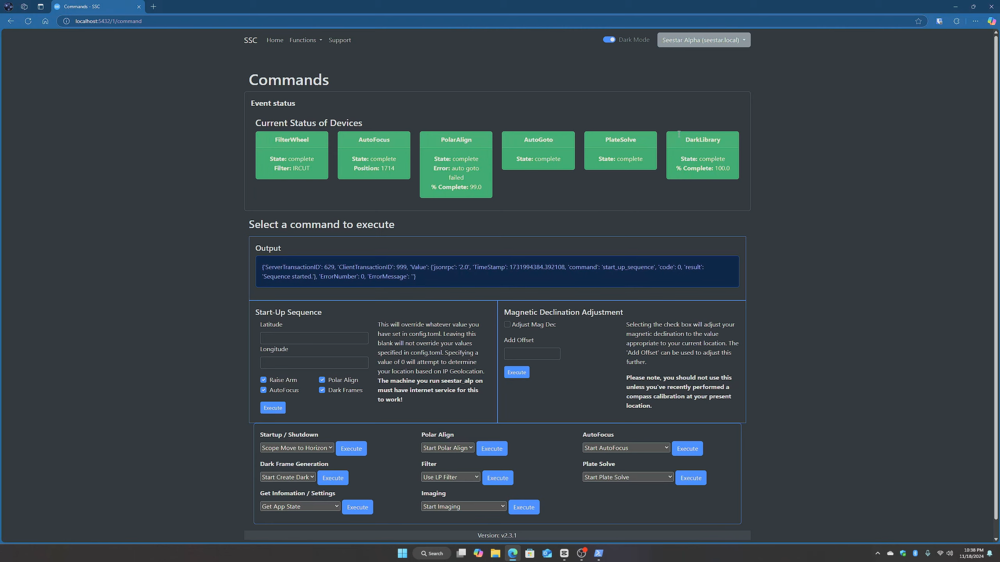 Commands - SSC
localhost:5432/1/command
SSC Home Functions Support Dark Mode Seestar Alpha (seestar.local)
Commands
Event status
Current Status of Devices
FilterWheel
State: complete
Filter: IRCUT
AutoFocus
State: complete
Position: 1714
PolarAlign
State: complete
Error: auto goto
failed
% Complete: 99.0
AutoGoto
State: complete
PlateSolve
State: complete
DarkLibrary
State: complete
% Complete: 100.0
Select a command to execute
Output
{'ServerTransactionID': 629, 'ClientTransactionID': 999, 'Value': {'jsonrpc': '2.0', 'TimeStamp': 1731994384.392108, 'command': 'start_up_sequence', 'code': 0, 'result':
'Sequence started.'}, 'ErrorNumber': 0, 'ErrorMessage': ''}
Start-Up Sequence
Latitude
Longitude
Raise Arm Polar Align
AutoFocus Dark Frames
Execute
This will override whatever value you
have set in config.toml. Leaving this
blank will not override your values
specified in config.toml. Specifying a
value of 0 will attempt to determine
your location based on IP Geolocation.
The machine you run seestar_alp on
must have internet service for this
to work!
Magnetic Declination Adjustment
Adjust Mag Dec
Add Offset
Execute
Selecting the check box will adjust your
magnetic declination to the value
appropriate to your current location. The
'Add Offset' can be used to adjust this
further.
Please note, you should not use this
unless you've recently performed a
compass calibration at your present
location.
Startup / Shutdown
Scope Move to Horizon Execute
Polar Align
Start Polar Align Execute
AutoFocus
Start AutoFocus Execute
Dark Frame Generation
Start Create Dark Execute
Filter
Use LP Filter Execute
Plate Solve
Start Plate Solve Execute
Get Infomation / Settings
Get App State Execute
Imaging
Start Imaging Execute
Version: v2.3.1
Search
10:38 PM
11/18/2024